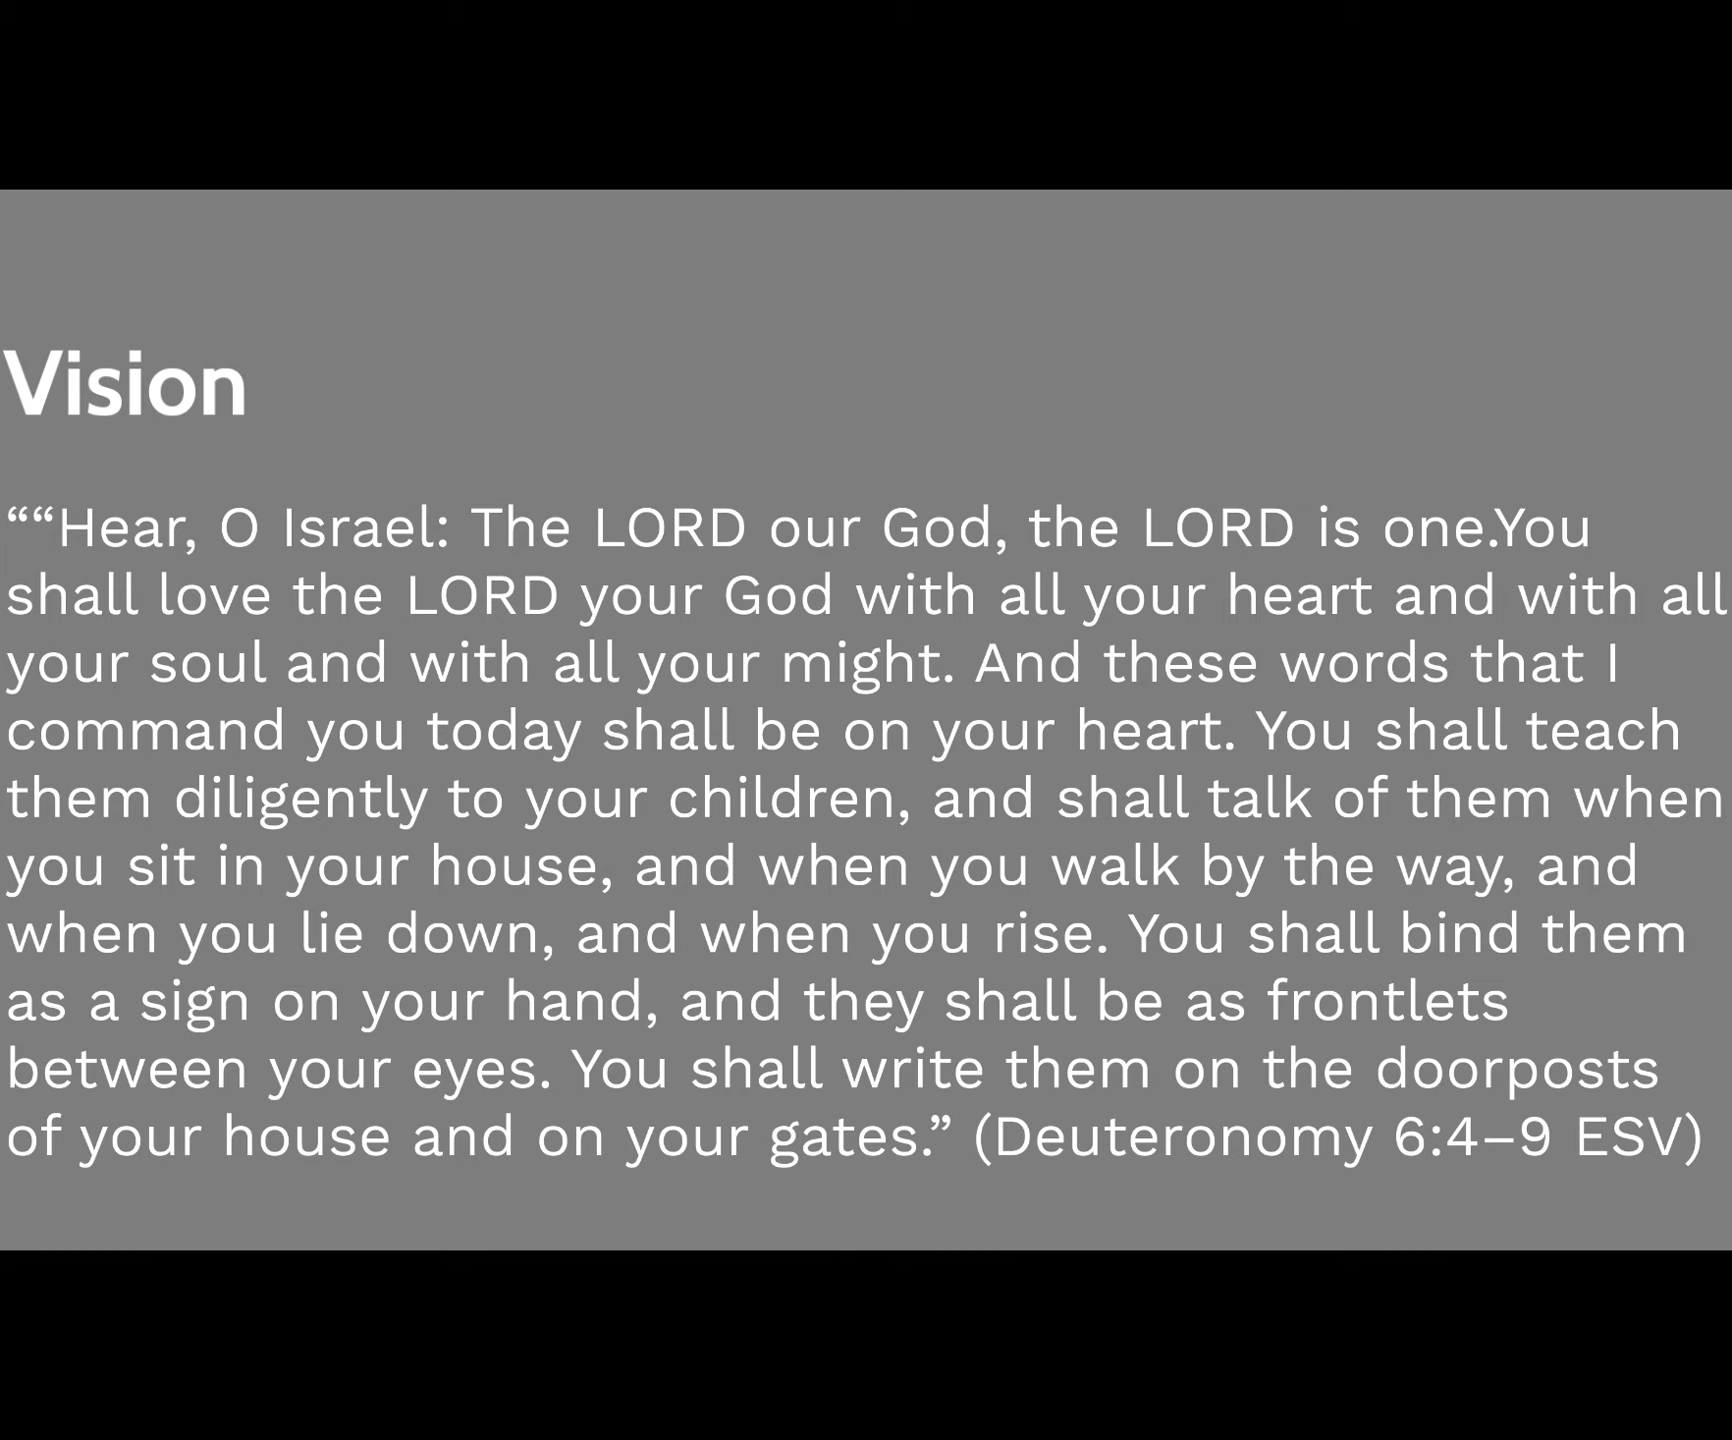 Vision
““Hear, O Israel: The LORD our God, the LORD is one.You
shall love the LORD your God with all your heart and with all
your soul and with all your might. And these words that I
command you today shall be on your heart. You shall teach
them diligently to your children, and shall talk of them when
you sit in your house, and when you walk by the way, and
when you lie down, and when you rise. You shall bind them
as a sign on your hand, and they shall be as frontlets
between your eyes. You shall write them on the doorposts
of your house and on your gates.” (Deuteronomy 6:4–9 ESV)